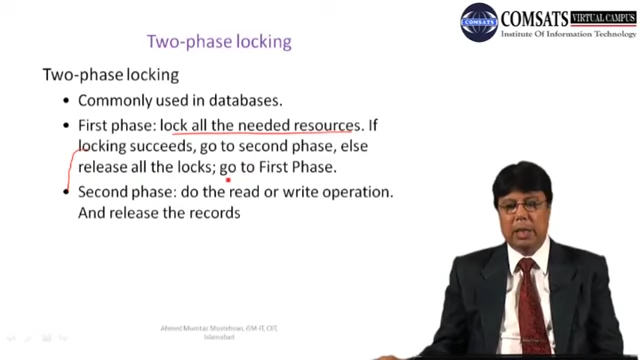 COMSATS VIRTUAL CAMPUS
Institute Of Information Technology
Two-phase locking
Two-phase locking
• Commonly used in databases.
• First phase: lock all the needed resources. If
locking succeeds, go to second phase, else
release all the locks; go to First Phase.
• Second phase: do the read or write operation.
And release the records
Islamabad